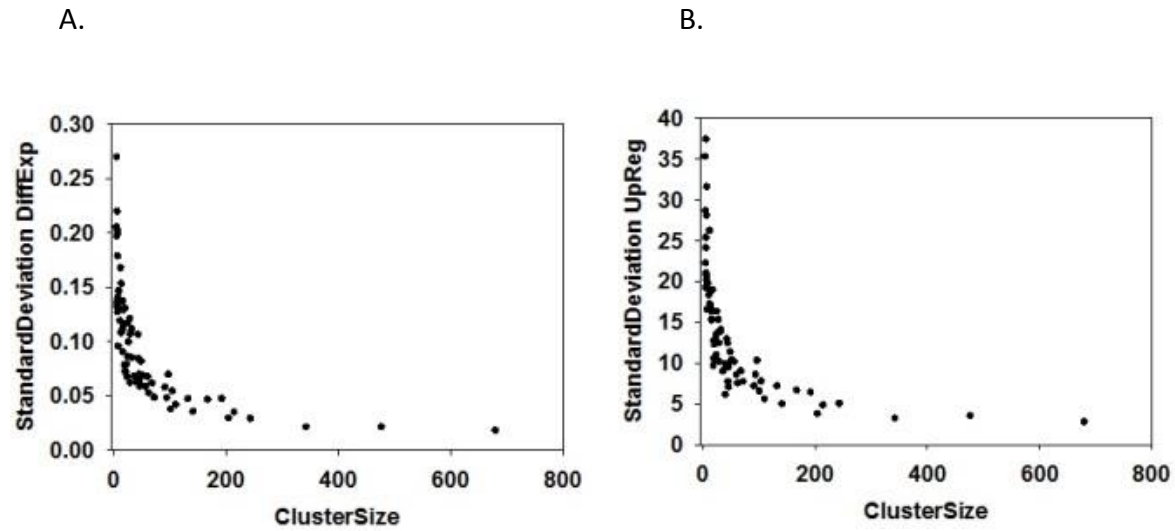 A.
B.
StandardDeviation DiffExp
0.30
0.25
0.20
0.15
0.10
0.05
0.00
0 200 400 600 800
ClusterSize
StandardDeviation UpReg
40
35
30
25
20
15
10
5
0
0 200 400 600 800
ClusterSize